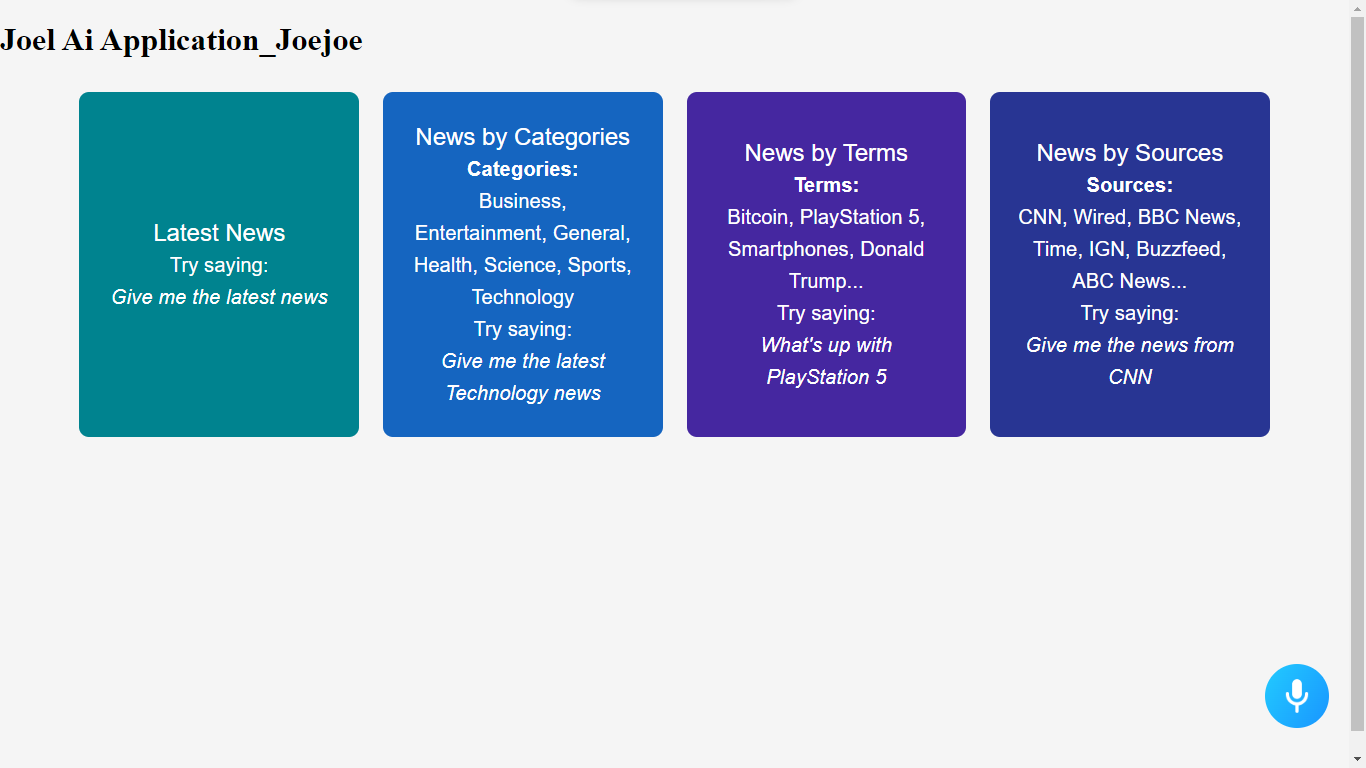 Joel Ai Application_Joejoe
Latest News
Try saying:
Give me the latest news
News by Categories
Categories:
Business,
Entertainment, General,
Health, Science, Sports,
Technology
Try saying:
Give me the latest
Technology news
News by Terms
Terms:
Bitcoin, PlayStation 5,
Smartphones, Donald
Trump...
Try saying:
What's up with
PlayStation 5
News by Sources
Sources:
CNN, Wired, BBC News,
Time, IGN, Buzzfeed,
ABC News...
Try saying:
Give me the news from
CNN